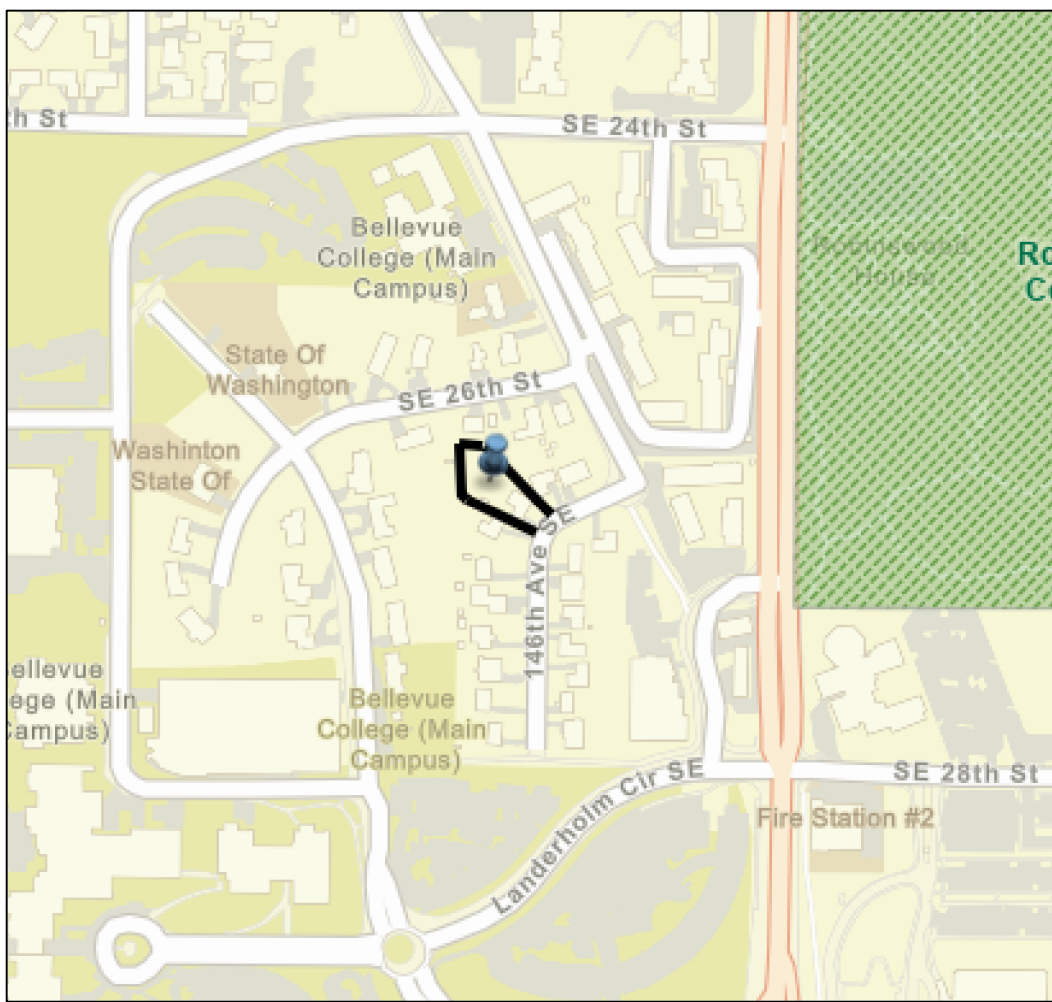 th St
SE 24th St
Bellevue
College (Main
Campus)
Ro
Co
State Of
Washington
SE 26th St
Washinton
State Of
146th Ave SE
ellevue
ege (Main
Campus)
Bellevue
College (Main
Campus)
Landerholm Cir SE
SE 28th St
Fire Station #2